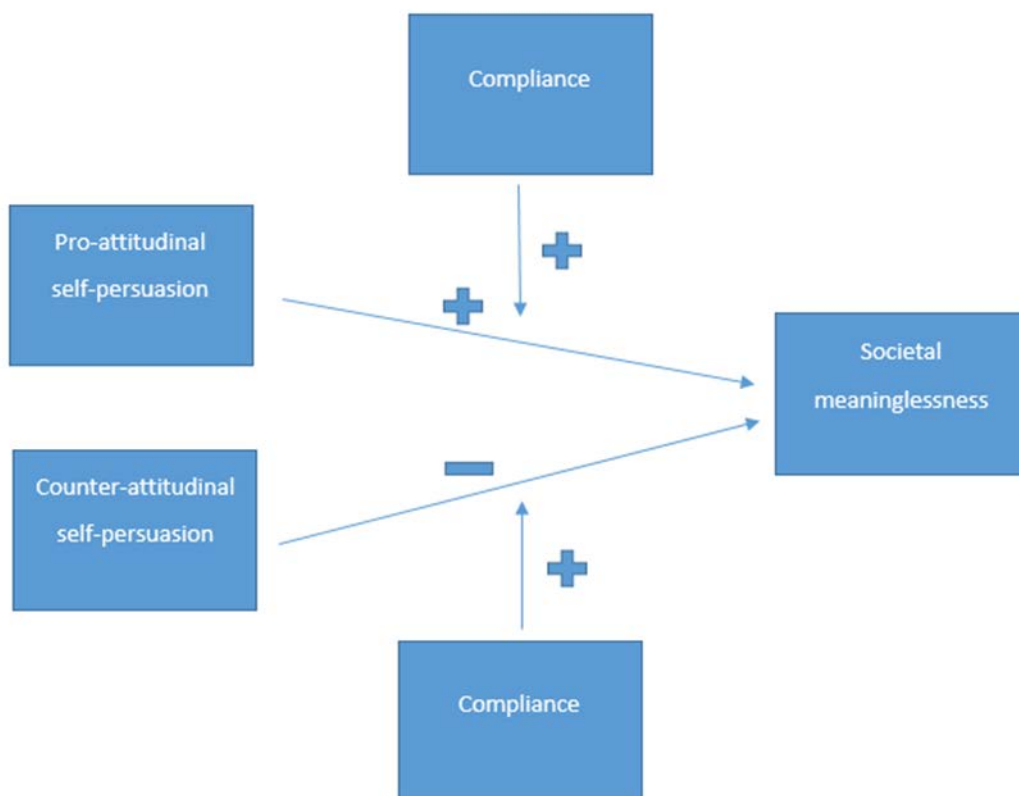 Compliance
Pro-attitudinal
self-persuasion
Societal
meaninglessness
Counter-attitudinal
self-persuasion
Compliance